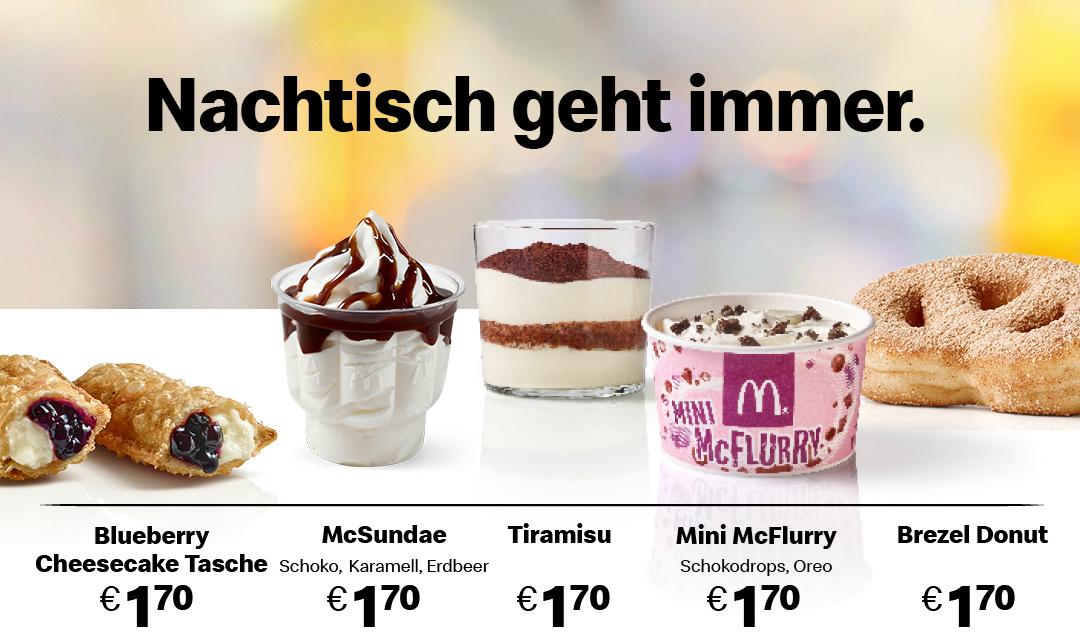 Nachtisch geht immer.
M
MINI
McFLURRY
Blueberry
Cheesecake Tasche
€ 1 70
McSundae
Schoko, Karamell, Erdbeer
€ 1 70
Tiramisu
€ 1 70
Mini McFlurry
Schokodrops, Oreo
€ 1 70
Brezel Donut
€ 1 70